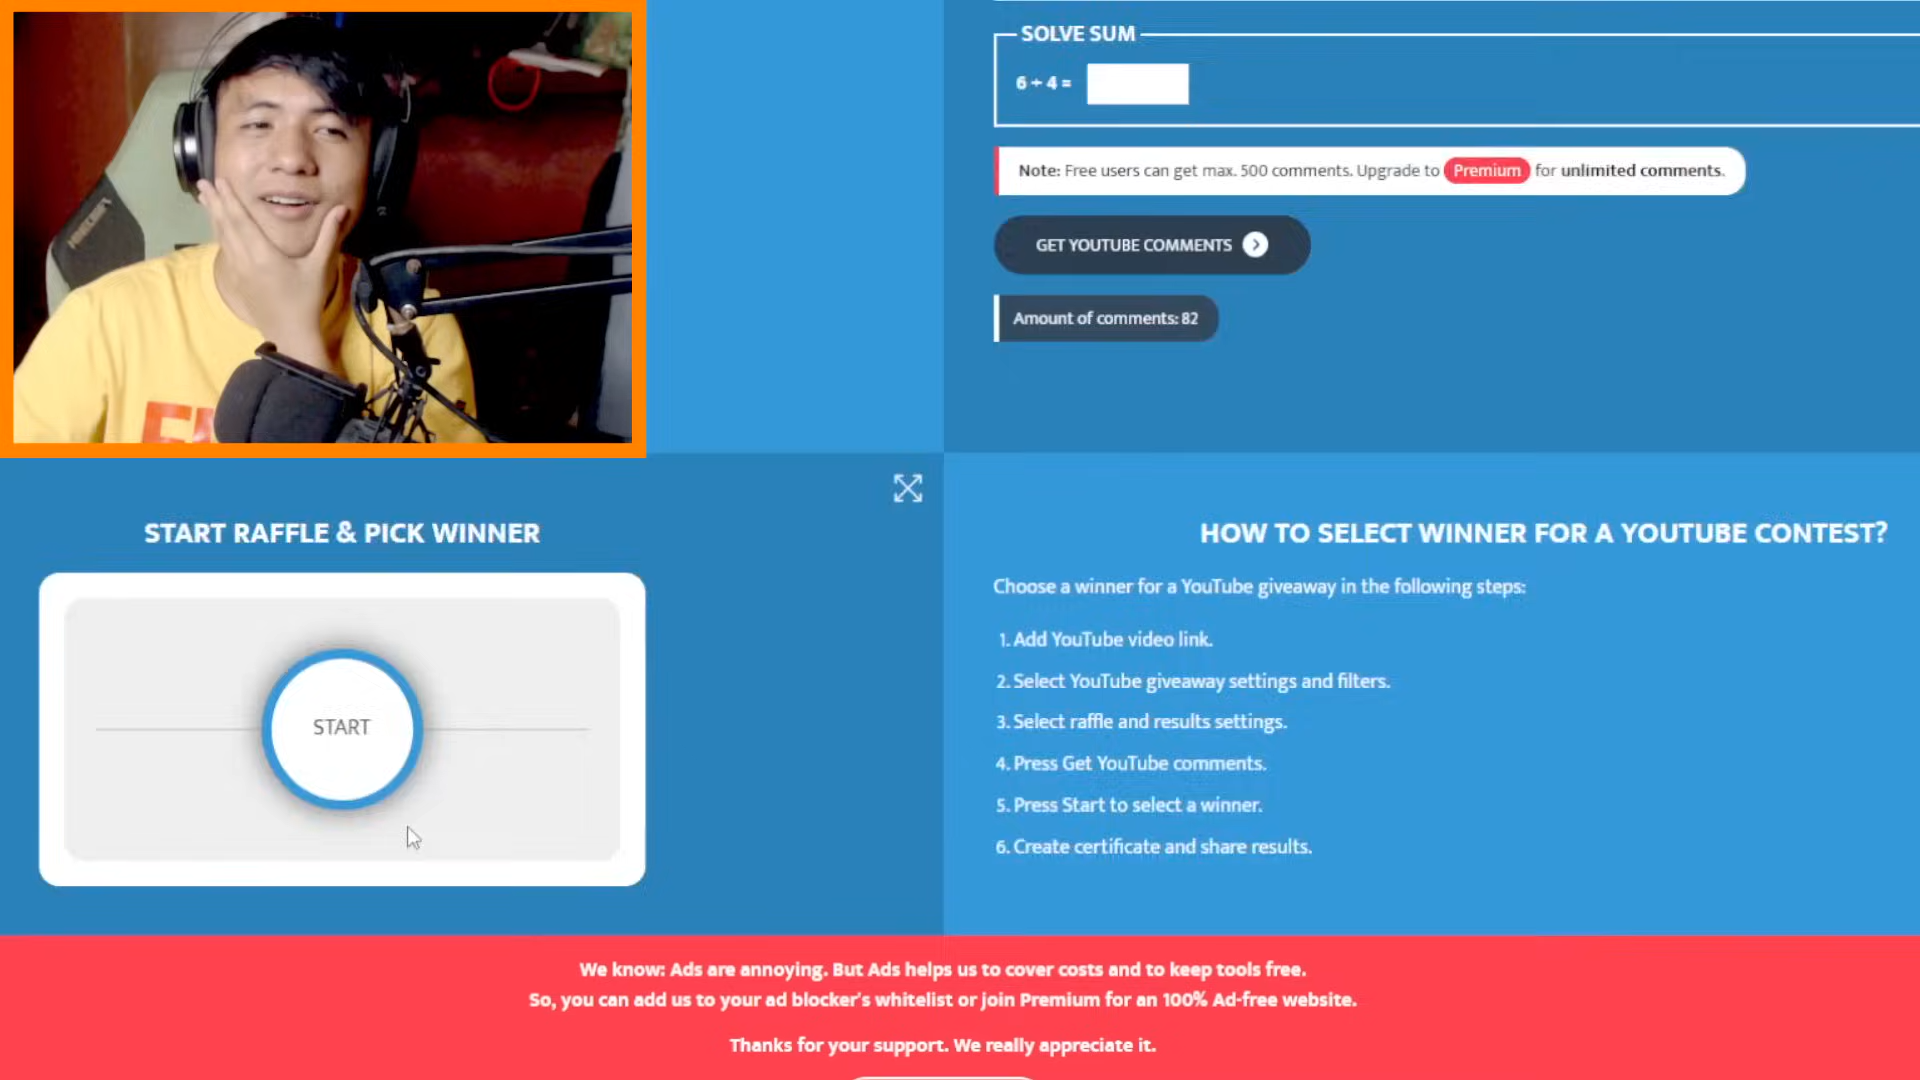 SOLVE SUM
6 + 4 =
Note: Free users can get max. 500 comments. Upgrade to Premium for unlimited comments.
GET YOUTUBE COMMENTS
Amount of comments: 82
START RAFFLE & PICK WINNER
START
HOW TO SELECT WINNER FOR A YOUTUBE CONTEST?
Choose a winner for a YouTube giveaway in the following steps:
1. Add YouTube video link.
2. Select YouTube giveaway settings and filters.
3. Select raffle and results settings.
4. Press Get YouTube comments.
5. Press Start to select a winner.
6. Create certificate and share results.
We know: Ads are annoying. But Ads helps us to cover costs and to keep tools free.
So, you can add us to your ad blocker's whitelist or join Premium for an 100% Ad-free website.
Thanks for your support. We really appreciate it.